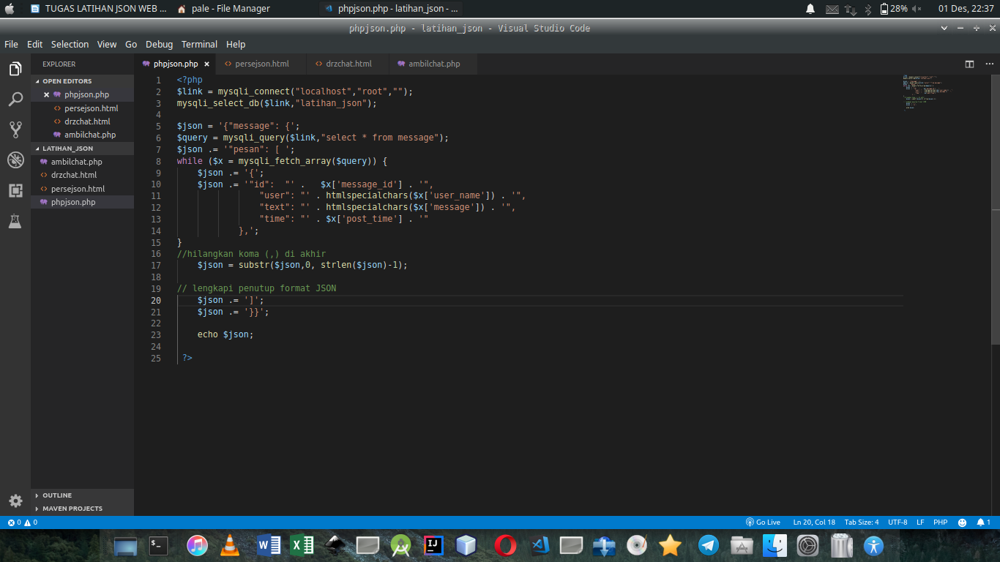 TUGAS LATIHAN JSON WEB ...
pale - File Manager
phpjson.php - latihan_json - ...
28%
01 Des, 22:37
phpjson.php - latihan_json - Visual Studio Code
File Edit Selection View Go Debug Terminal Help
EXPLORER
OPEN EDITORS
phpjson.php
persejson.html
drzchat.html
ambilchat.php
LATIHAN_JSON
ambilchat.php
drzchat.html
persejson.html
phpjson.php
OUTLINE
MAVEN PROJECTS
phpjson.php persejson.html drzchat.html ambilchat.php
1 <?php
2 $link = mysqli_connect("localhost","root","");
3 mysqli_select_db($link,"latihan_json");
4
5 $json = '{"message": {';
6 $query = mysqli_query($link,"select * from message");
7 $json .= '"pesan": [ ';
8 while ($x = mysqli_fetch_array($query)) {
9     $json .= '{';
10     $json .= '"id":  "' .   $x['message_id'] . '",
11                 "user": "' . htmlspecialchars($x['user_name']) . '",
12                 "text": "' . htmlspecialchars($x['message']) . '",
13                 "time": "' . $x['post_time'] . '"
14             },';
15 }
16 //hilangkan koma (,) di akhir
17     $json = substr($json,0, strlen($json)-1);
18
19 // lengkapi penutup format JSON
20     $json .= ']';
21     $json .= '}}';
22
23     echo $json;
24
25  ?>
0 0
Go Live Ln 20, Col 18 Tab Size: 4 UTF-8 LF PHP 1
$_
W X IJ